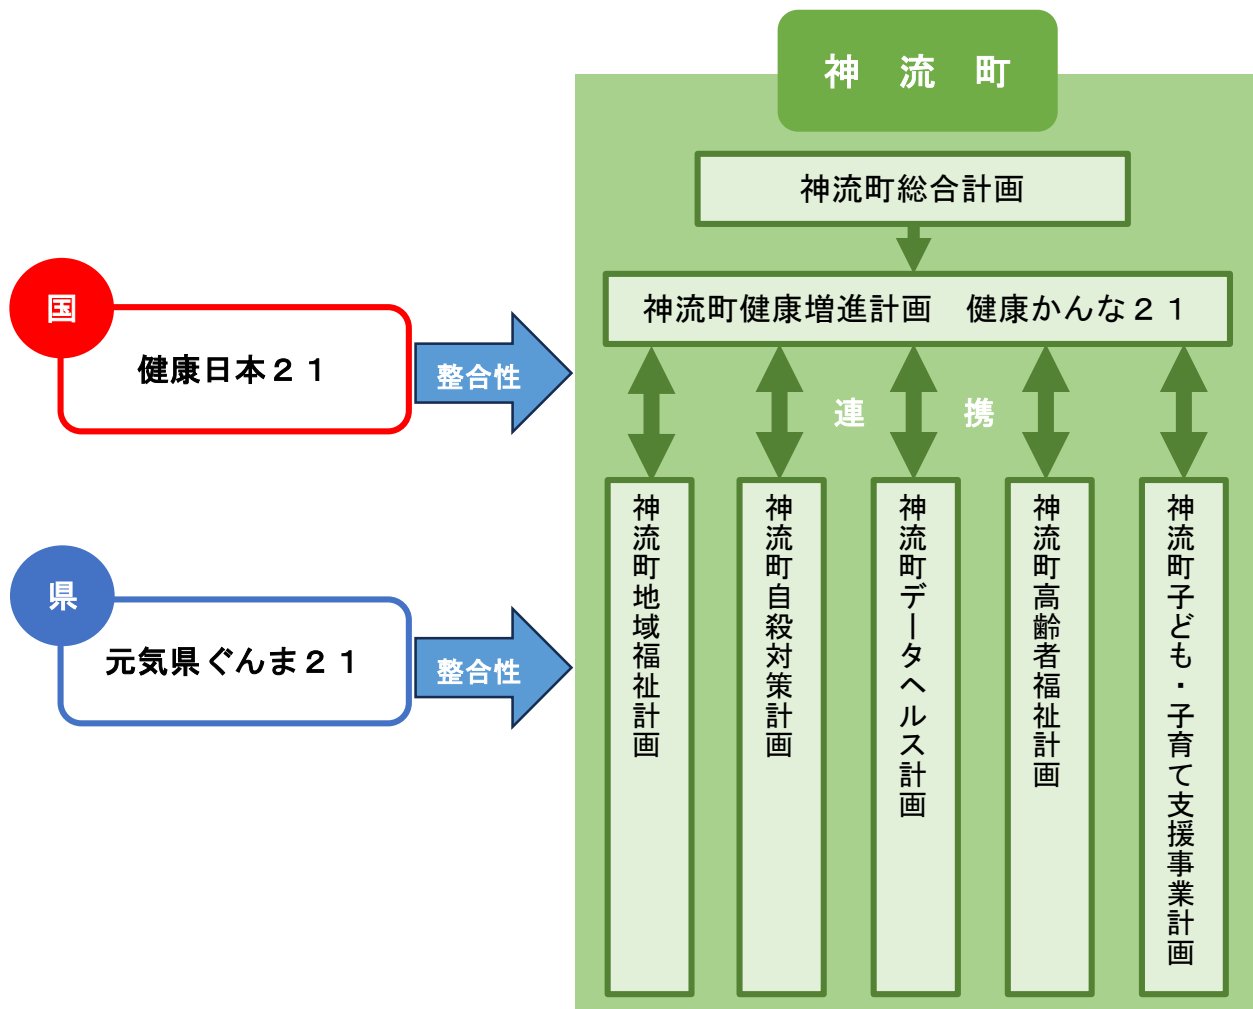 神　流　町
神流町総合計画
神流町健康増進計画　健康かんな２１
国
健康日本２１
整合性
連　携
県
元気県ぐんま２１
整合性
神流町地域福祉計画
神流町自殺対策計画
神流町データヘルス計画
神流町高齢者福祉計画
神流町子ども・子育て支援事業計画